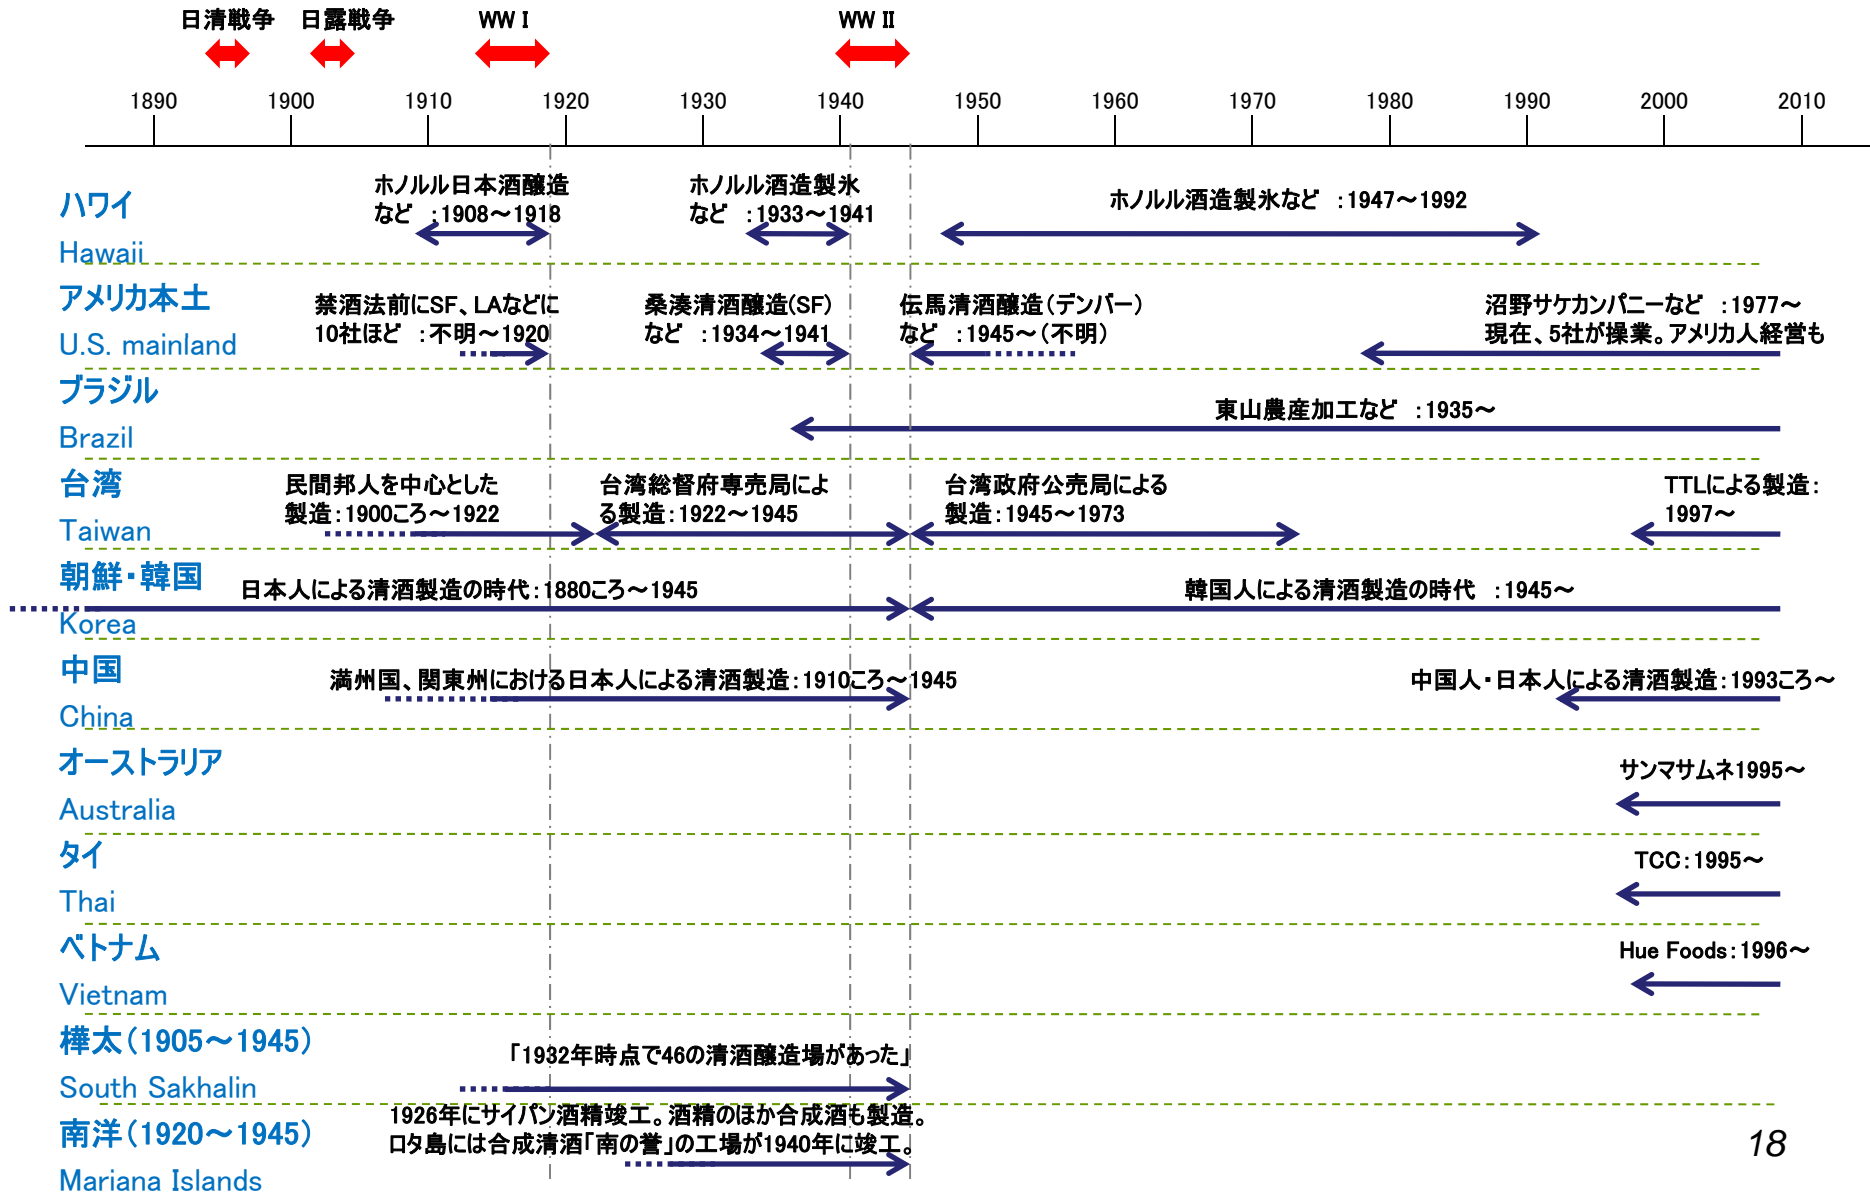 日清戦争 日露戦争 WW I WW II
1890 1900 1910 1920 1930 1940 1950 1960 1970 1980 1990 2000 2010
ハワイ
Hawaii
ホノルル日本酒醸造
など :1908～1918
ホノルル酒造製氷
など :1933～1941
ホノルル酒造製氷など :1947～1992
アメリカ本土
U.S. mainland
禁酒法前にSF、LAなどに
10社ほど :不明～1920
桑湊清酒醸造(SF)
など :1934～1941
伝馬清酒醸造(デンバー)
など :1945～(不明)
沼野サケカンパニーなど :1977～
現在、5社が操業。アメリカ人経営も
ブラジル
Brazil
東山農産加工など :1935～
台湾
Taiwan
民間邦人を中心とした
製造:1900ころ～1922
台湾総督府専売局によ
る製造:1922～1945
台湾政府公売局による
製造:1945～1973
TTLによる製造:
1997～
朝鮮・韓国
Korea
日本人による清酒製造の時代:1880ころ～1945
韓国人による清酒製造の時代 :1945～
中国
China
満州国、関東州における日本人による清酒製造:1910ころ～1945
中国人・日本人による清酒製造:1993ころ～
オーストラリア
Australia
サンマサムネ1995～
タイ
Thai
TCC:1995～
ベトナム
Vietnam
Hue Foods:1996～
樺太(1905～1945)
South Sakhalin
「1932年時点で46の清酒醸造場があった」
南洋(1920～1945)
Mariana Islands
1926年にサイパン酒精竣工。酒精のほか合成酒も製造。
ロタ島には合成清酒「南の誉」の工場が1940年に竣工。
18